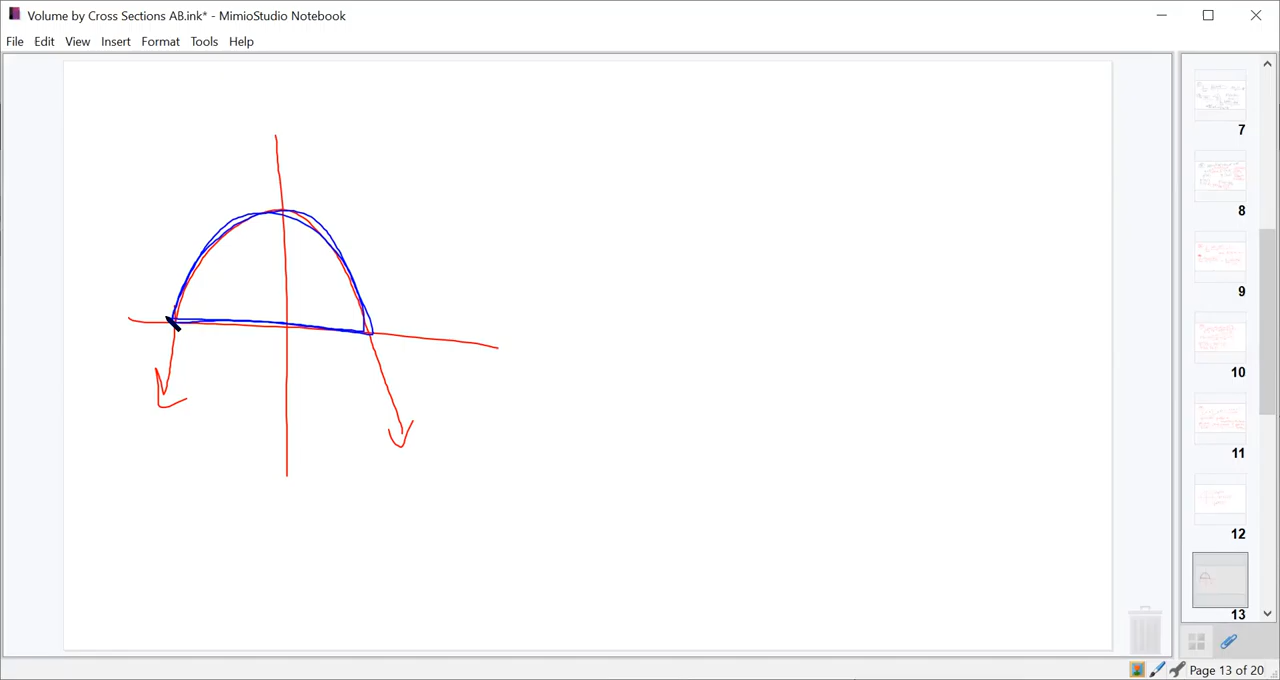 Volume by Cross Sections AB.ink* - MimioStudio Notebook
File Edit View Insert Format Tools Help
7
8
9
10
11
12
13
Page 13 of 20